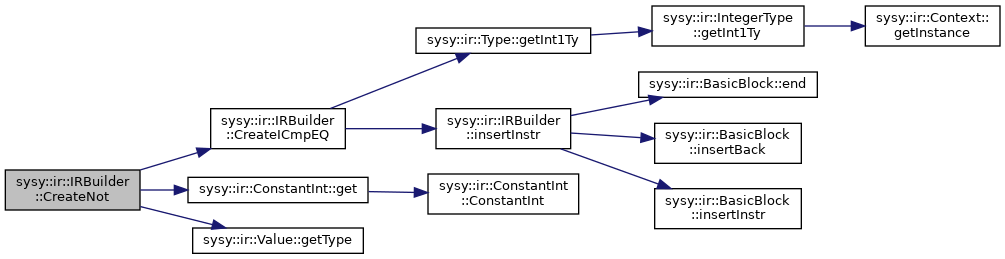 sysy::ir::IRBuilder
::CreateNot
sysy::ir::IRBuilder
::CreateICmpEQ
sysy::ir::Type::getInt1Ty
sysy::ir::IntegerType
::getInt1Ty
sysy::ir::Context::
getInstance
sysy::ir::IRBuilder
::insertInstr
sysy::ir::BasicBlock::end
sysy::ir::BasicBlock
::insertBack
sysy::ir::BasicBlock
::insertInstr
sysy::ir::ConstantInt::get
sysy::ir::ConstantInt
::ConstantInt
sysy::ir::Value::getType